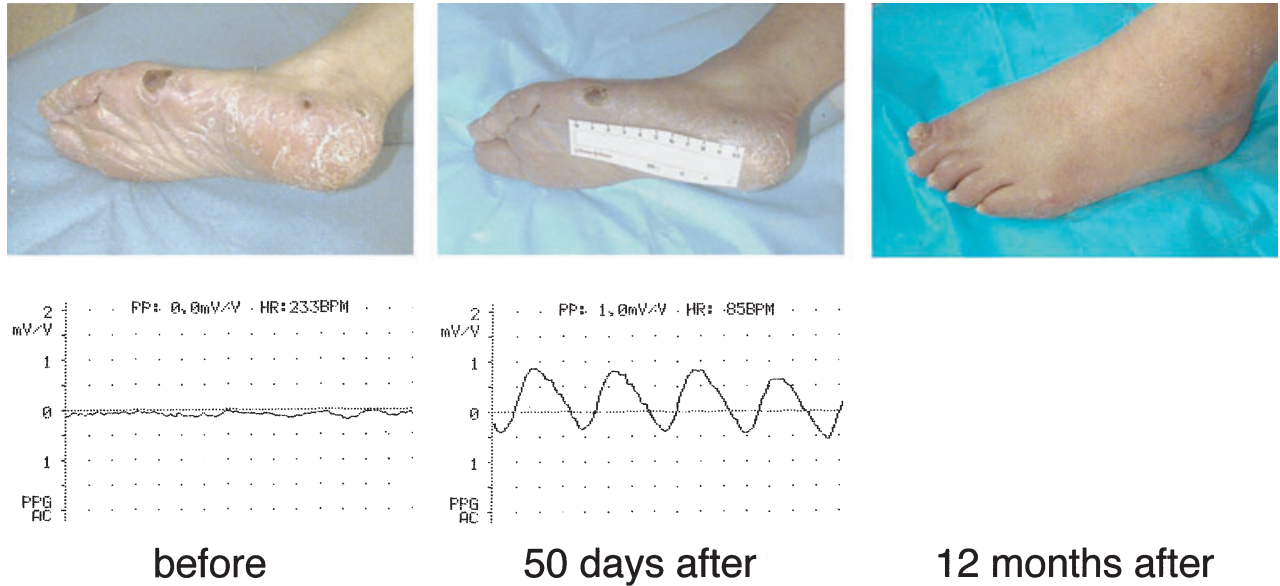 2
mV/V
PP: 0.0mV/V HR:233BPM
1
0
1
PPG
AC
2
mV/V
PP: 1.0mV/V HR: 85BPM
1
0
1
PPG
AC
before
50 days after
12 months after